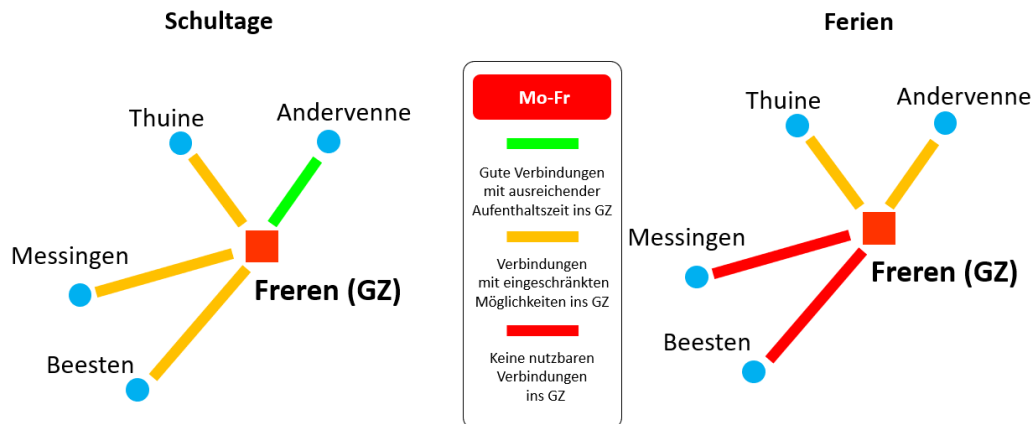 Schultage
Thuine
Andervenne
Messingen
Freren (GZ)
Beesten
Mo-Fr
Gute Verbindungen
mit ausreichender
Aufenthaltszeit ins GZ
Verbindungen
mit eingeschränkten
Möglichkeiten ins GZ
Keine nutzbaren
Verbindungen
ins GZ
Ferien
Thuine
Andervenne
Messingen
Freren (GZ)
Beesten